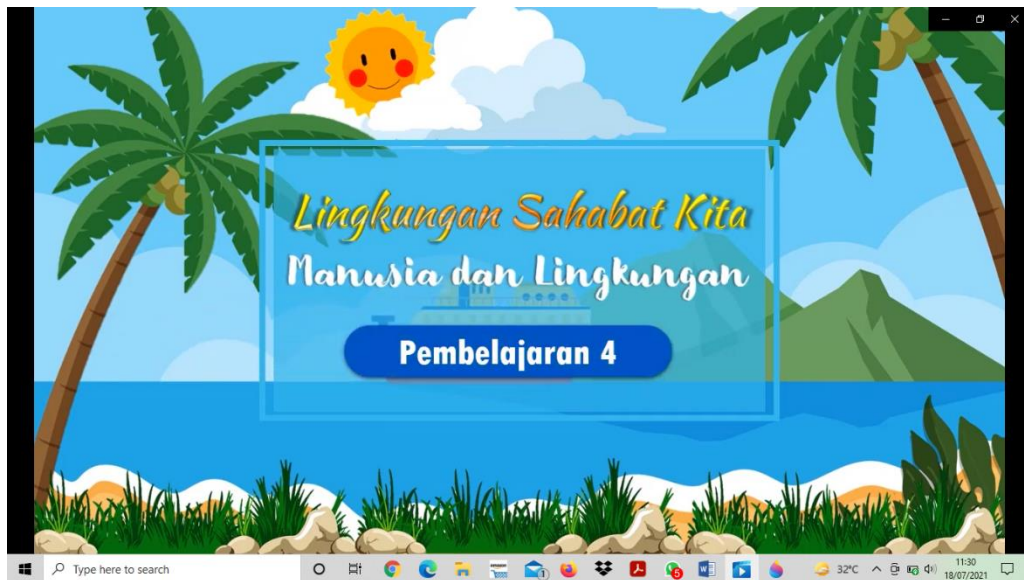 Lingkungan Sahabat Kita
Manusia dan Lingkungan
Pembelajaran 4
Type here to search
32°C
11:30
18/07/2021